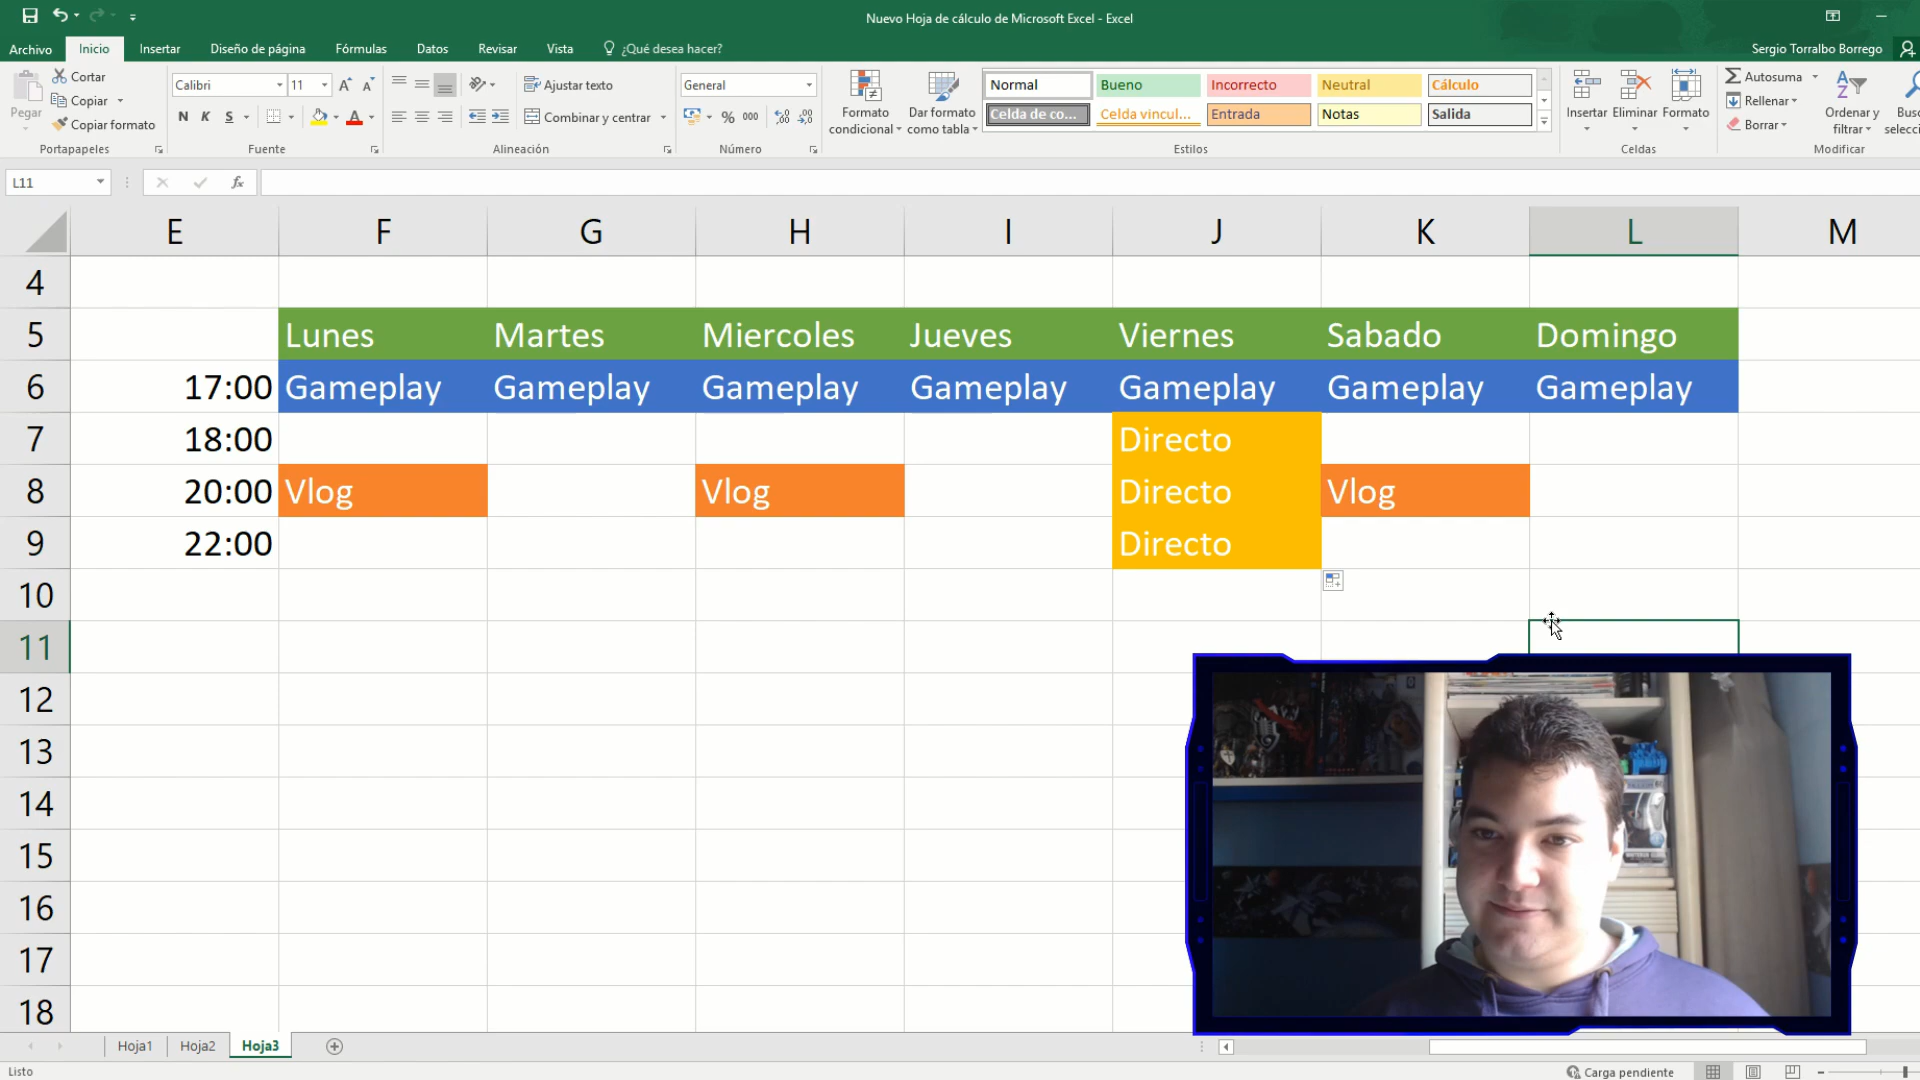 Nuevo Hoja de cálculo de Microsoft Excel - Excel
Archivo Inicio Insertar Diseño de página Fórmulas Datos Revisar Vista ¿Qué desea hacer? Sergio Torralbo Borrego
Pegar
Cortar
Copiar
Copiar formato
Portapapeles
Calibri 11
N K S
Fuente
Ajustar texto
Combinar y centrar
Alineación
General
% 000
Número
Formato condicional
Dar formato como tabla
Normal Bueno Incorrecto Neutral Cálculo
Celda de co... Celda vincul... Entrada Notas Salida
Estilos
Insertar Eliminar Formato
Celdas
Autosuma
Rellenar
Borrar
Ordenar y filtrar
Modificar
L11 fx
E F G H I J K L M
4
5 Lunes Martes Miercoles Jueves Viernes Sabado Domingo
6 17:00 Gameplay Gameplay Gameplay Gameplay Gameplay Gameplay Gameplay
7 18:00 Directo
8 20:00 Vlog Vlog Directo Vlog
9 22:00 Directo
10
11
12
13
14
15
16
17
18
Hoja1 Hoja2 Hoja3
Listo Carga pendiente